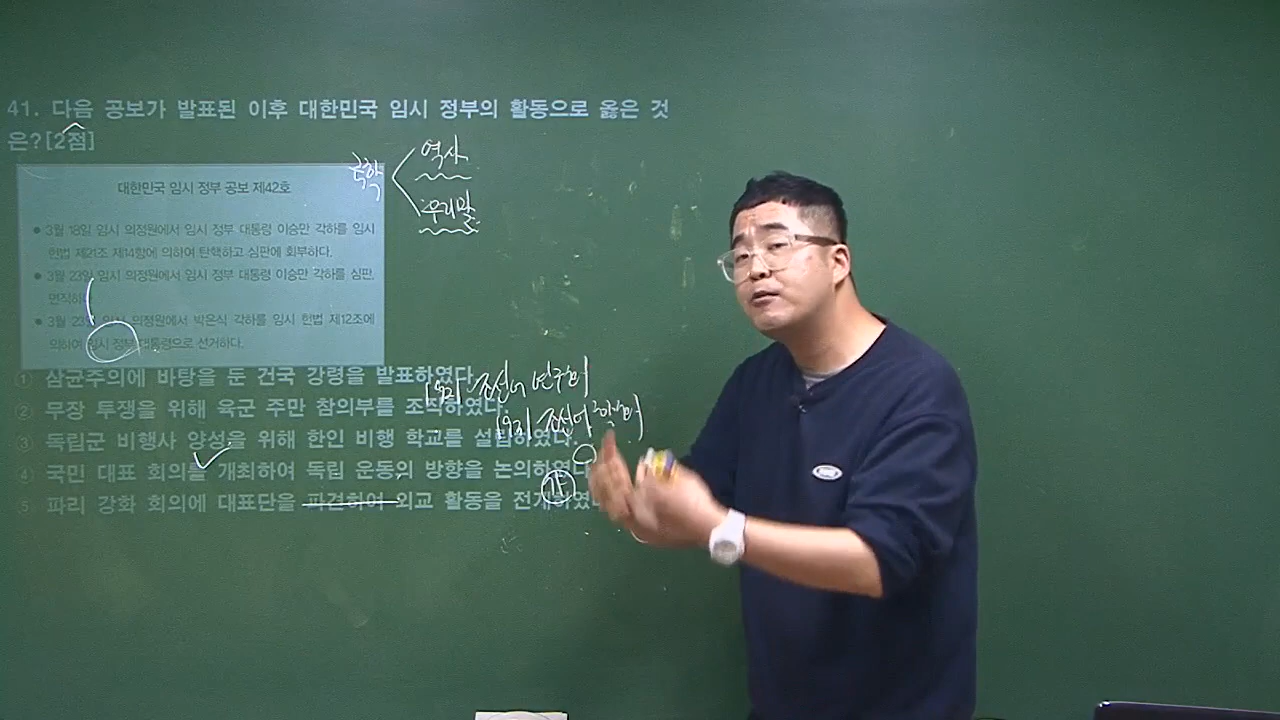 41. 다음 공보가 발표된 이후 대한민국 임시 정부의 활동으로 옳은 것
은?[2점]
국학
역사
우리말
대한민국 임시 정부 공보 제42호
● 3월 18일 임시 의정원에서 임시 정부 대통령 이승만 각하를 임시
헌법 제21조 제14항에 의하여 탄핵하고 심판에 회부하다.
● 3월 23일 임시 의정원에서 임시 정부 대통령 이승만 각하를 심판,
면직하다
● 3월 23일 임시 의정원에서 박은식 각하를 임시 헌법 제12조에
의하여 임시 정부 대통령으로 선거하다.
① 삼균주의에 바탕을 둔 건국 강령을 발표하였다.
조선어 연구회
② 무장 투쟁을 위해 육군 주만 참의부를 조직하였다.
1931 조선어 학회
③ 독립군 비행사 양성을 위해 한인 비행 학교를 설립하였다.
④ 국민 대표 회의를 개최하여 독립 운동의 방향을 논의하였다
⑤ 파리 강화 회의에 대표단을 파견하여 외교 활동을 전개하였다